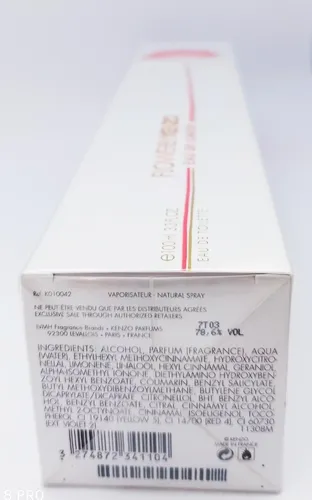 FLOWER BY KENZO
EAU DE TOILETTE
℮100ml 3.3 FL.OZ.
Ref. K010042
VAPORISATEUR - NATURAL SPRAY
NE PEUT-ÊTRE VENDU QUE PAR LES DISTRIBUTEURS AGRÉÉS
EXCLUSIVE SALE THROUGH AUTHORIZED RETAILERS
LVMH Fragrance Brands • KENZO PARFUMS
92300 LEVALLOIS - PARIS - FRANCE
7T03
78,6% VOL
INGREDIENTS: ALCOHOL, PARFUM [FRAGRANCE], AQUA
(WATER), ETHYLHEXYL METHOXYCINNAMATE, HYDROXYCITRO
NELLAL, LIMONENE, LINALOOL, HEXYL CINNAMAL, GERANIOL,
ALPHA-ISOMETHYL IONONE, DIETHYLAMINO HYDROXYBEN-
ZOYL HEXYL BENZOATE, COUMARIN, BENZYL SALICYLATE,
BUTYL METHOXYDIBENZOYLMETHANE, BUTYLENE GLYCOL
DICAPRYLATE/DICAPRATE, CITRONELLOL, BHT, BENZYL ALCO
HOL, BENZYL BENZOATE, CITRAL, CINNAMYL ALCOHOL,
METHYL 2-OCTYNOATE, CINNAMAL, ISOEUGENOL, TOCO
PHEROL, CI 19140 [YELLOW 5], CI 14700 [RED 4], CI 60730
[EXT. VIOLET 2]
11308M
3 274872 341104
MADE IN FRANCE
S PRO